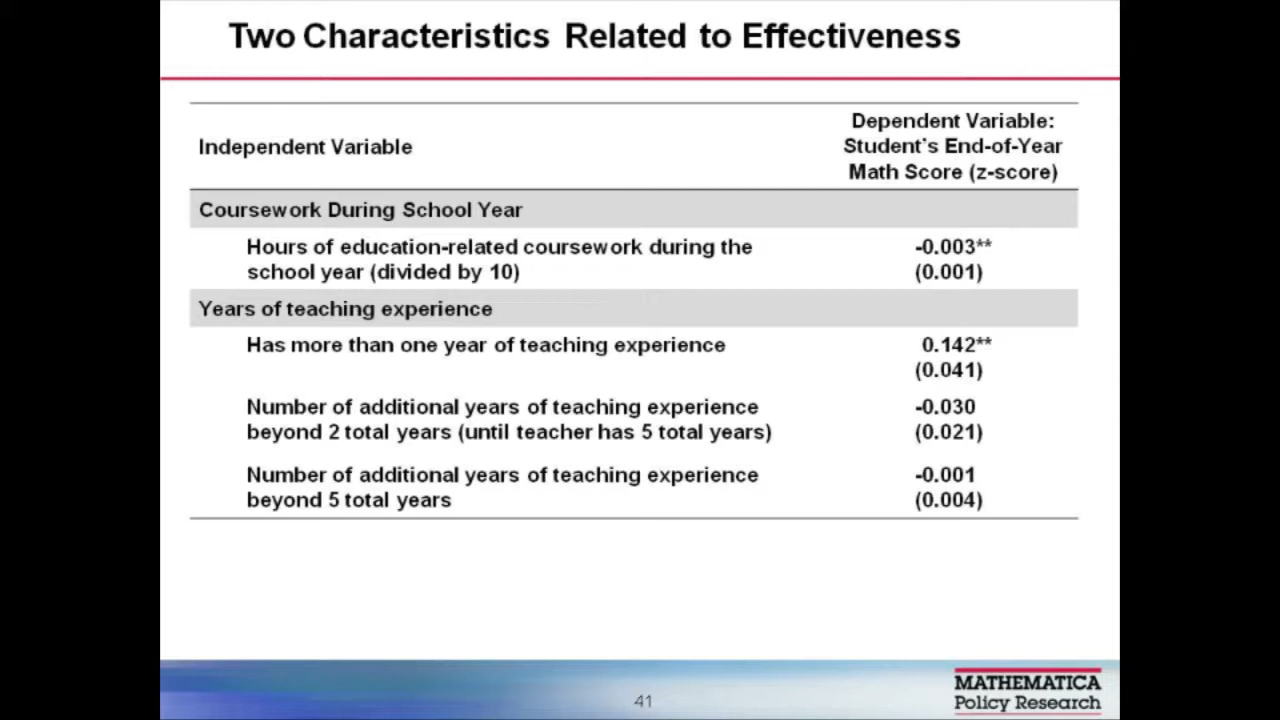 Two Characteristics Related to Effectiveness
Independent Variable
Dependent Variable:
Student's End-of-Year
Math Score (z-score)
Coursework During School Year
Hours of education-related coursework during the
school year (divided by 10)
-0.003**
(0.001)
Years of teaching experience
Has more than one year of teaching experience
0.142**
(0.041)
Number of additional years of teaching experience
beyond 2 total years (until teacher has 5 total years)
-0.030
(0.021)
Number of additional years of teaching experience
beyond 5 total years
-0.001
(0.004)
41
MATHEMATICA
Policy Research